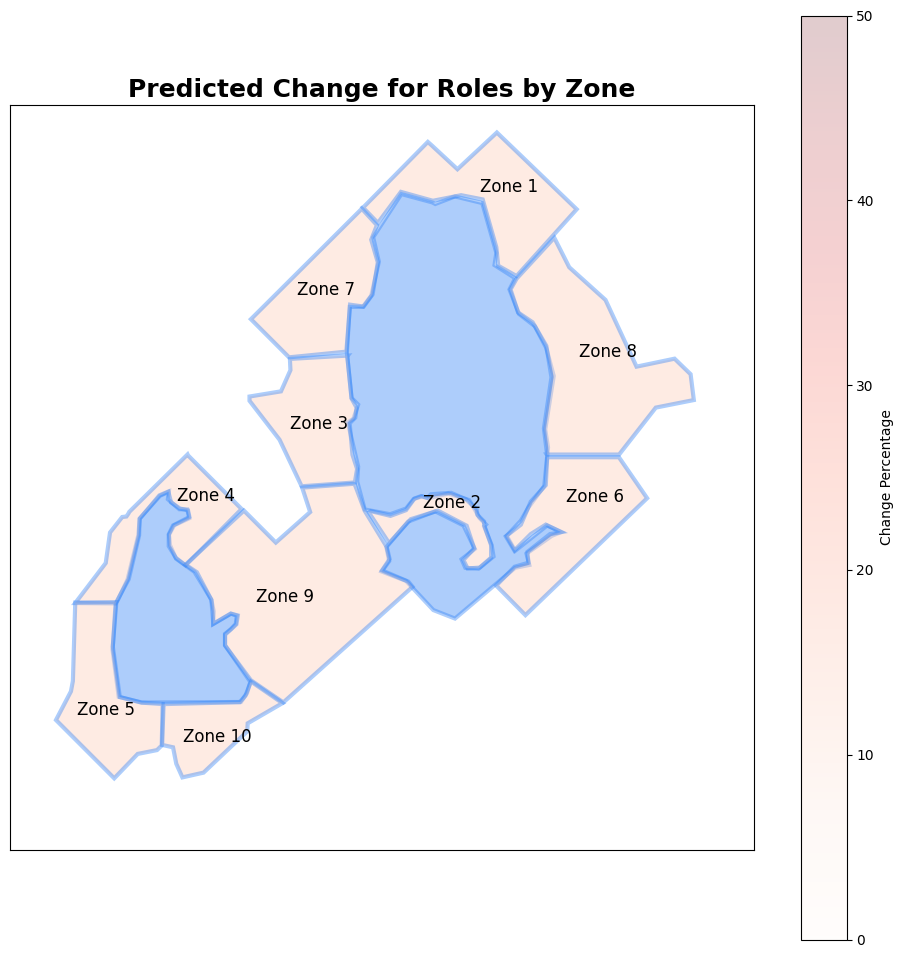 Predicted Change for Roles by Zone
Zone 1
Zone 7
Zone 8
Zone 3
Zone 4
Zone 2
Zone 6
Zone 9
Zone 5
Zone 10
50
40
30
20
10
0
Change Percentage